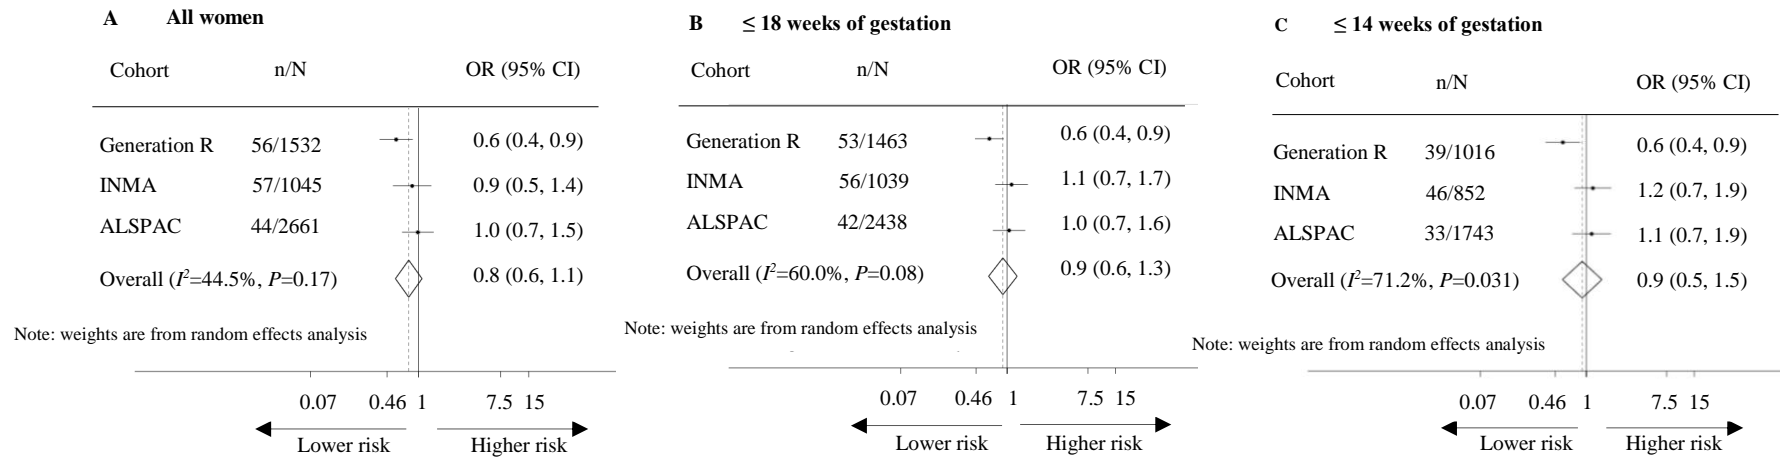 A All women
Cohort n/N OR (95% CI)
Generation R 56/1532 0.6 (0.4, 0.9)
INMA 57/1045 0.9 (0.5, 1.4)
ALSPAC 44/2661 1.0 (0.7, 1.5)
Overall (I²=44.5%, P=0.17) 0.8 (0.6, 1.1)
Note: weights are from random effects analysis
0.07 0.46 1 7.5 15
Lower risk Higher risk
B ≤ 18 weeks of gestation
Cohort n/N OR (95% CI)
Generation R 53/1463 0.6 (0.4, 0.9)
INMA 56/1039 1.1 (0.7, 1.7)
ALSPAC 42/2438 1.0 (0.7, 1.6)
Overall (I²=60.0%, P=0.08) 0.9 (0.6, 1.3)
Note: weights are from random effects analysis
0.07 0.46 1 7.5 15
Lower risk Higher risk
C ≤ 14 weeks of gestation
Cohort n/N OR (95% CI)
Generation R 39/1016 0.6 (0.4, 0.9)
INMA 46/852 1.2 (0.7, 1.9)
ALSPAC 33/1743 1.1 (0.7, 1.9)
Overall (I²=71.2%, P=0.031) 0.9 (0.5, 1.5)
Note: weights are from random effects analysis
0.07 0.46 1 7.5 15
Lower risk Higher risk